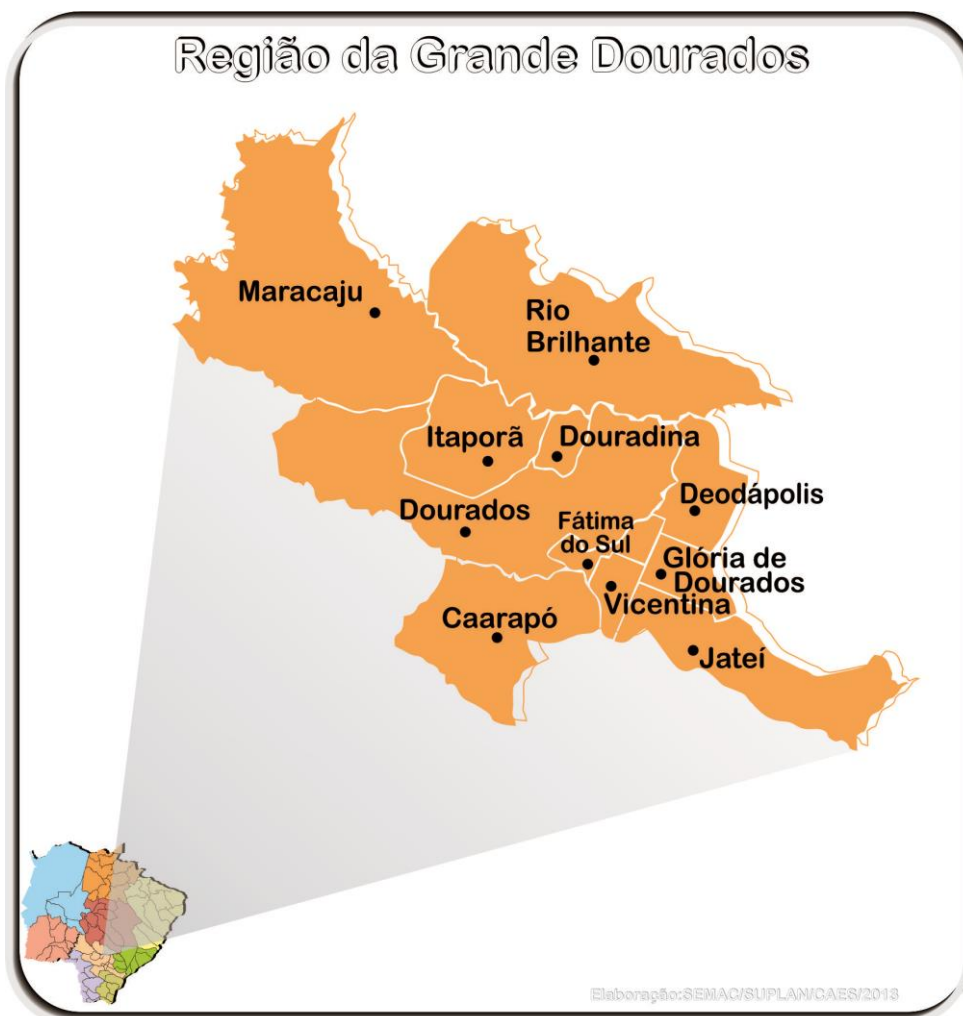 Região da Grande Dourados
Maracaju
Rio
Brilhante
Itaporã
Douradina
Deodápolis
Dourados
Fátima
do Sul
Glória de
Dourados
Vicentina
Caarapó
Jateí
Elaboração:SEMAC/SUPLAN/CAES/2013